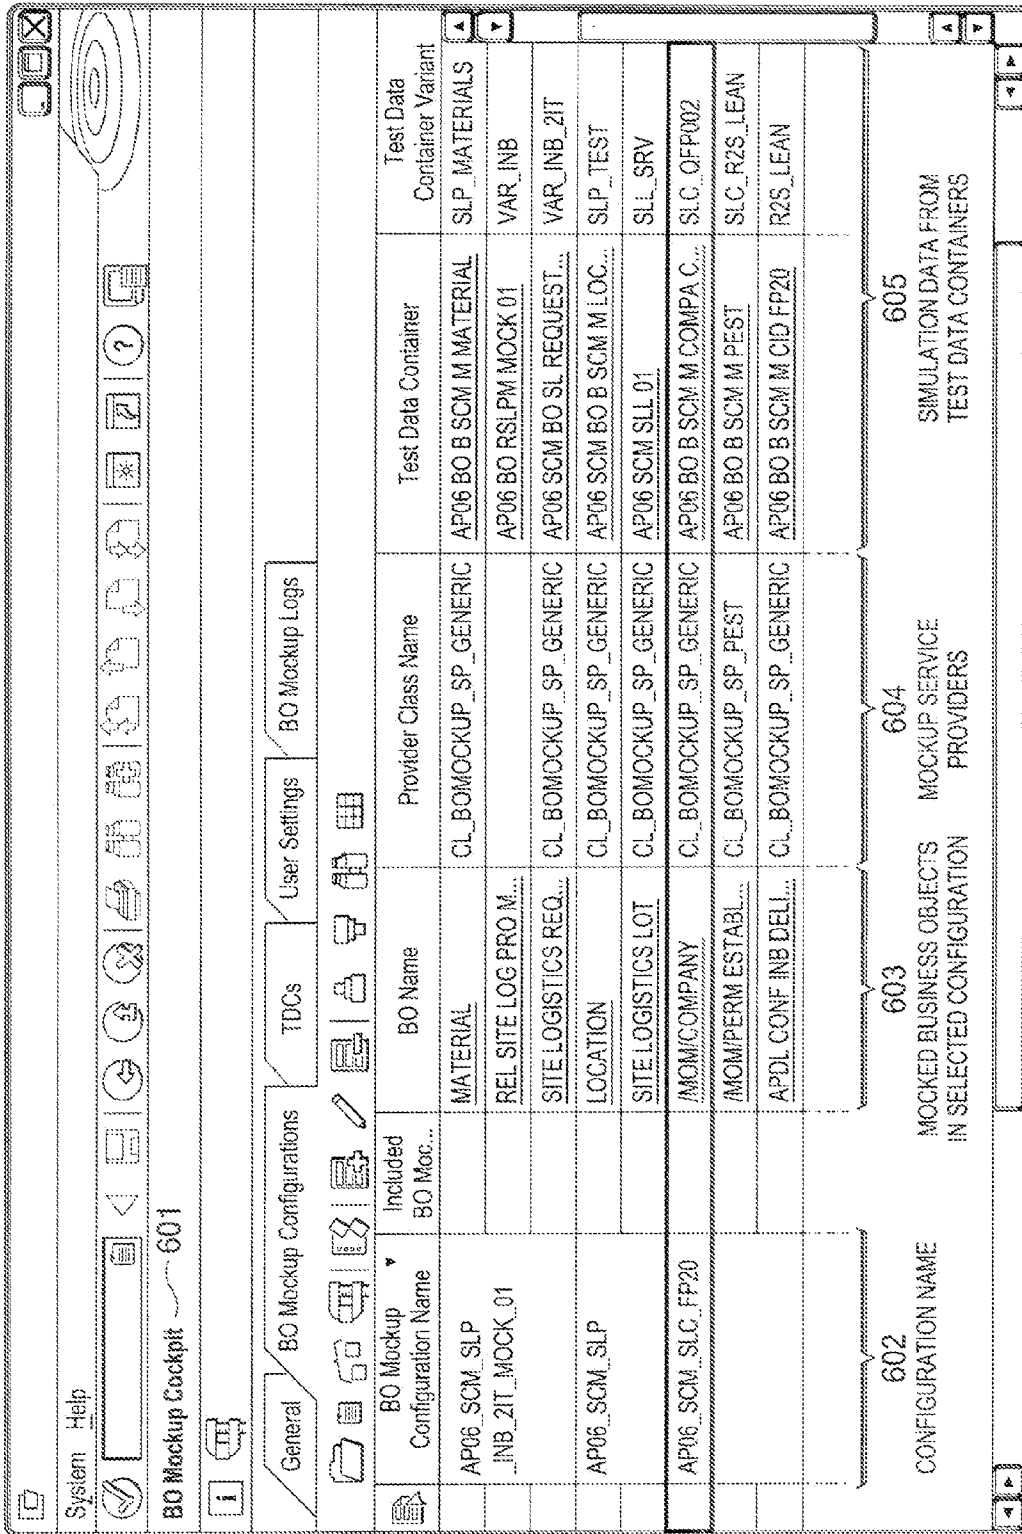 System Help
BO Mockup Cockpit 601
i
?
General BO Mockup Configurations TDCs User Settings BO Mockup Logs
BO Mockup Configuration Name Included BO Moc... BO Name Provider Class Name Test Data Container Test Data Container Variant
AP06_SCM_SLP_INB_2IT_MOCK_01 MATERIAL CL_BOMOCKUP_SP_GENERIC AP06 BO B SCM M MATERIAL SLP_MATERIALS
REL SITE LOG PRO M... AP06 BO RSLPM MOCK 01 VAR_INB
SITE LOGISTICS REQ... CL_BOMOCKUP_SP_GENERIC AP06 SCM BO SL REQUEST... VAR_INB_2IT
AP06_SCM_SLP LOCATION CL_BOMOCKUP_SP_GENERIC AP06 SCM BO B SCM M LOC... SLP_TEST
SITE LOGISTICS LOT CL_BOMOCKUP_SP_GENERIC AP06 SCM SLL 01 SLL_SRV
AP06_SCM_SLC_FP20 /MOM/COMPANY CL_BOMOCKUP_SP_GENERIC AP06 BO B SCM M COMPA C... SLC_QFP002
/MOM/PERM ESTABL... CL_BOMOCKUP_SP_PEST AP06 BO B SCM M PEST SLC_R2S_LEAN
APDL CONF INB DELI... CL_BOMOCKUP_SP_GENERIC AP06 BO B SCM M CID FP20 R2S_LEAN
602
CONFIGURATION NAME
603
MOCKED BUSINESS OBJECTS
IN SELECTED CONFIGURATION
604
MOCKUP SERVICE
PROVIDERS
605
SIMULATION DATA FROM
TEST DATA CONTAINERS